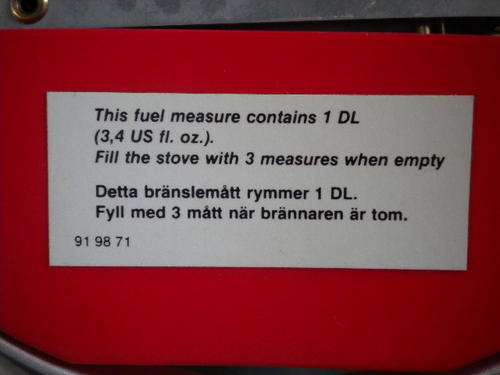 This fuel measure contains 1 DL
(3,4 US fl. oz.).
Fill the stove with 3 measures when empty
Detta bränslemått rymmer 1 DL.
Fyll med 3 mått när brännaren är tom.
91 98 71